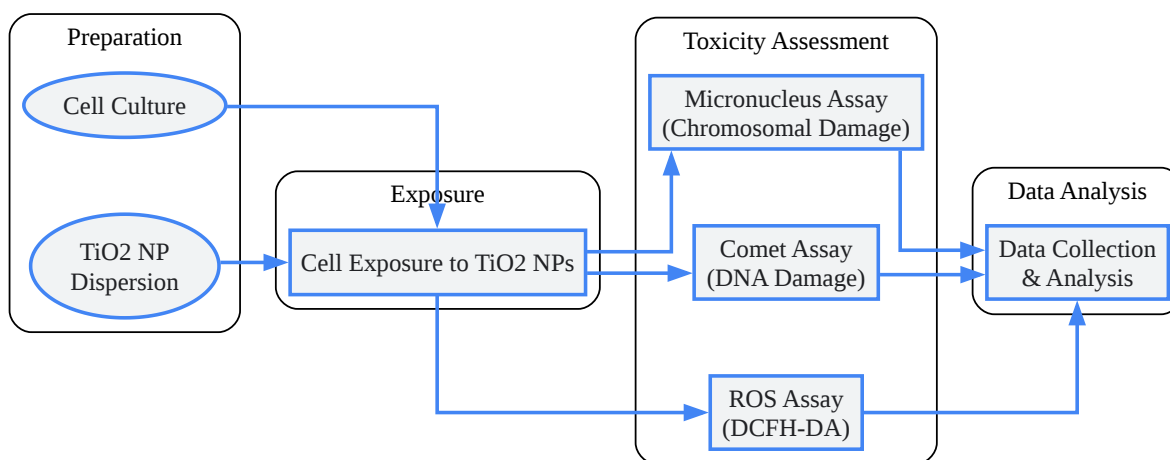 Preparation
Cell Culture
TiO2 NP
Dispersion
Exposure
Cell Exposure to TiO2 NPs
Toxicity Assessment
Micronucleus Assay
(Chromosomal Damage)
Comet Assay
(DNA Damage)
ROS Assay
(DCFH-DA)
Data Analysis
Data Collection
& Analysis